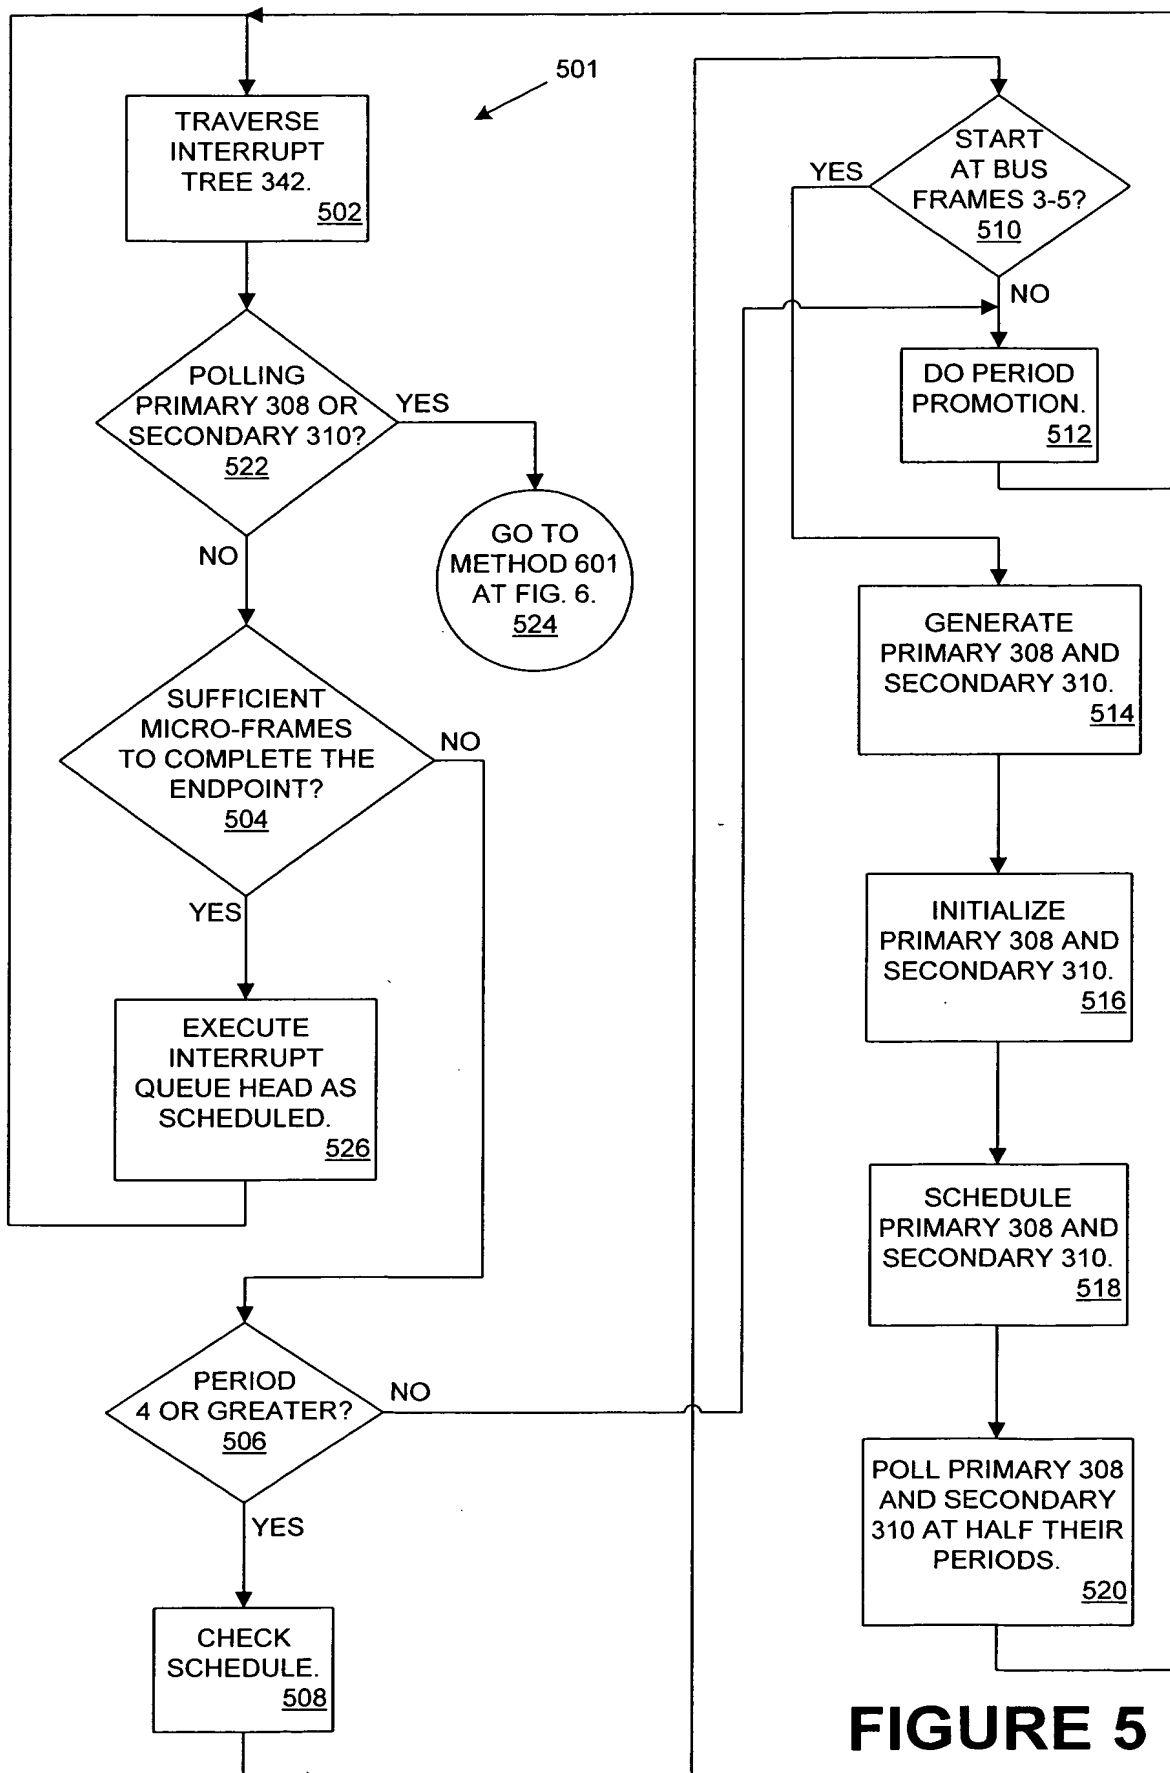 501
TRAVERSE
INTERRUPT
TREE 342.
502
POLLING
PRIMARY 308 OR
SECONDARY 310?
522
YES
NO
GO TO
METHOD 601
AT FIG. 6.
524
SUFFICIENT
MICRO-FRAMES
TO COMPLETE THE
ENDPOINT?
504
NO
YES
EXECUTE
INTERRUPT
QUEUE HEAD AS
SCHEDULED.
526
PERIOD
4 OR GREATER?
506
NO
YES
CHECK
SCHEDULE.
508
START
AT BUS
FRAMES 3-5?
510
YES
NO
DO PERIOD
PROMOTION.
512
GENERATE
PRIMARY 308 AND
SECONDARY 310.
514
INITIALIZE
PRIMARY 308 AND
SECONDARY 310.
516
SCHEDULE
PRIMARY 308 AND
SECONDARY 310.
518
POLL PRIMARY 308
AND SECONDARY
310 AT HALF THEIR
PERIODS.
520
FIGURE 5